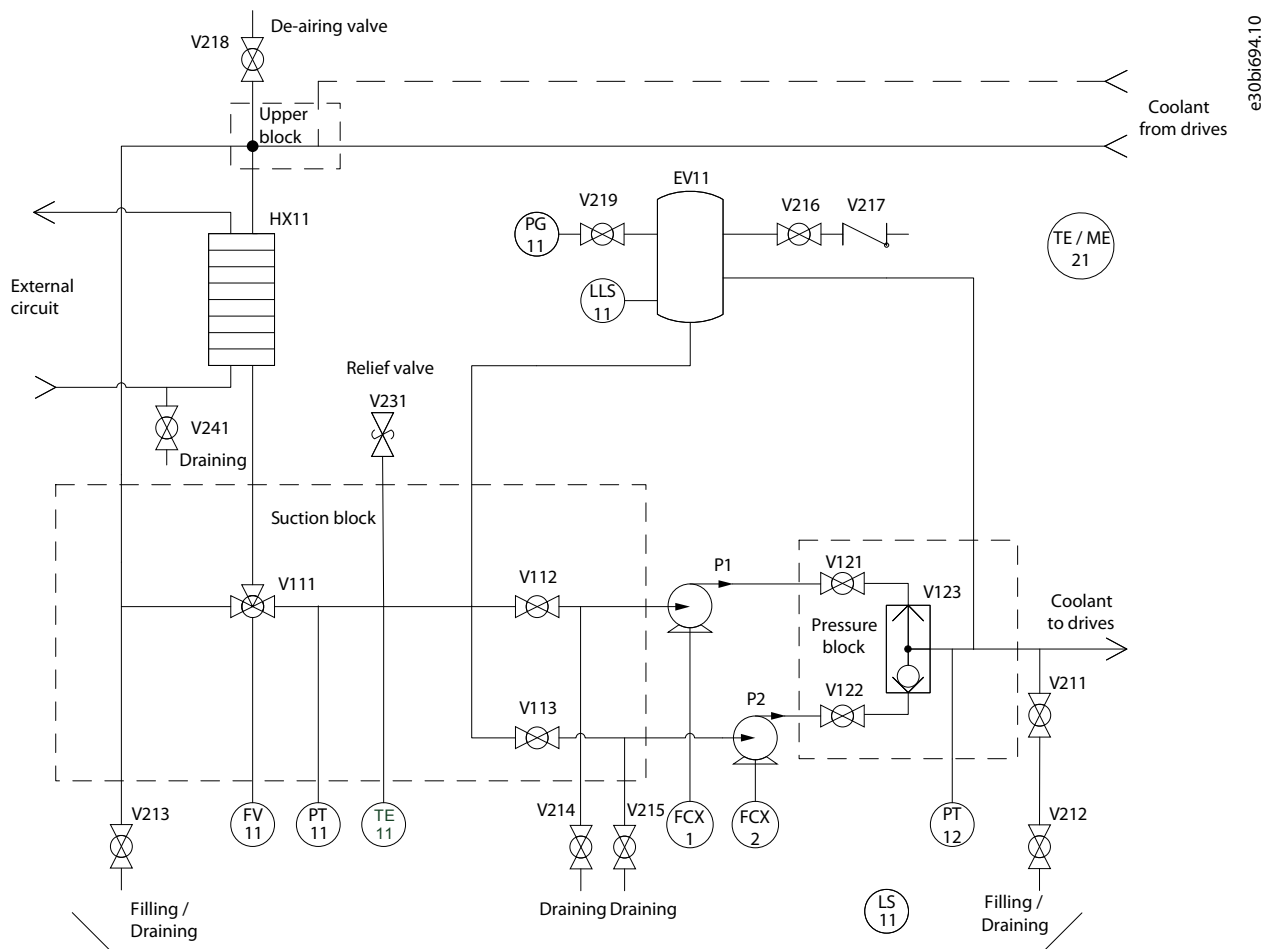 De-airing valve
V218
e30bi694.10
Upper
block
Coolant
from drives
EV11
V219
V216
V217
HX11
PG
11
TE / ME
21
External
circuit
LLS
11
Relief valve
V231
V241
Draining
Suction block
V111
V112
P1
V121
V123
Pressure
block
Coolant
to drives
V113
P2
V122
V211
V213
FV
11
PT
11
TE
11
V214
V215
FCX
1
FCX
2
PT
12
V212
Filling /
Draining
Draining
Draining
LS
11
Filling /
Draining